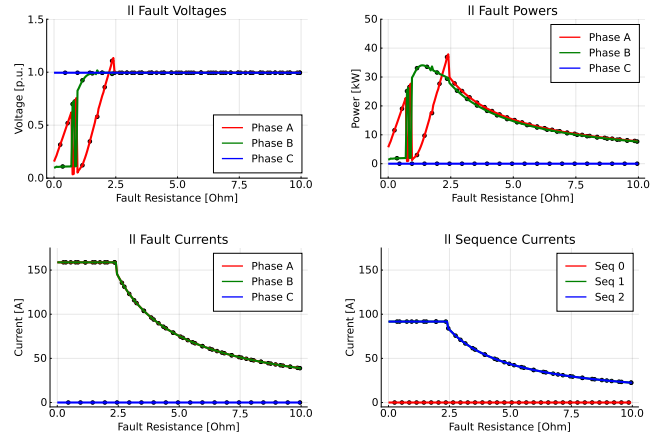 ll Fault Voltages
Voltage [p.u.]
1.5
1.0
0.5
0.0
0.0 2.5 5.0 7.5 10.0
Fault Resistance [Ohm]
Phase A
Phase B
Phase C
ll Fault Powers
Power [kW]
50
40
30
20
10
0
0.0 2.5 5.0 7.5 10.0
Fault Resistance [Ohm]
Phase A
Phase B
Phase C
ll Fault Currents
Current [A]
150
100
50
0
0.0 2.5 5.0 7.5 10.0
Fault Resistance [Ohm]
Phase A
Phase B
Phase C
ll Sequence Currents
Current [A]
150
100
50
0
0.0 2.5 5.0 7.5 10.0
Fault Resistance [Ohm]
Seq 0
Seq 1
Seq 2